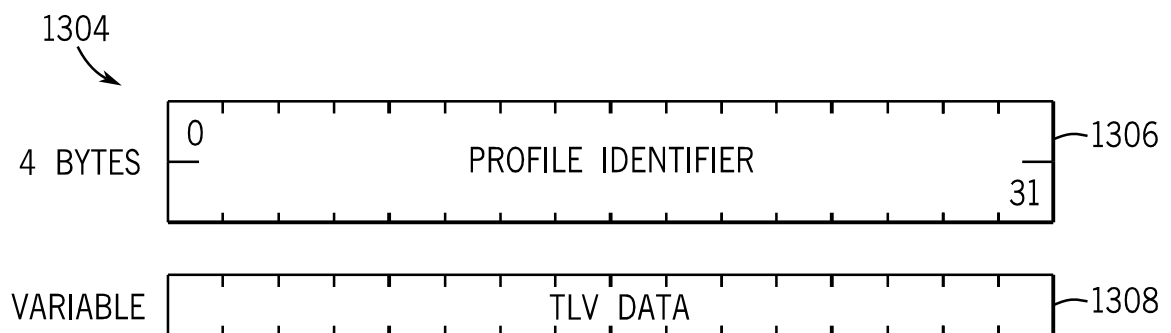 1304
0
4 BYTES PROFILE IDENTIFIER 1306
31
VARIABLE TLV DATA 1308